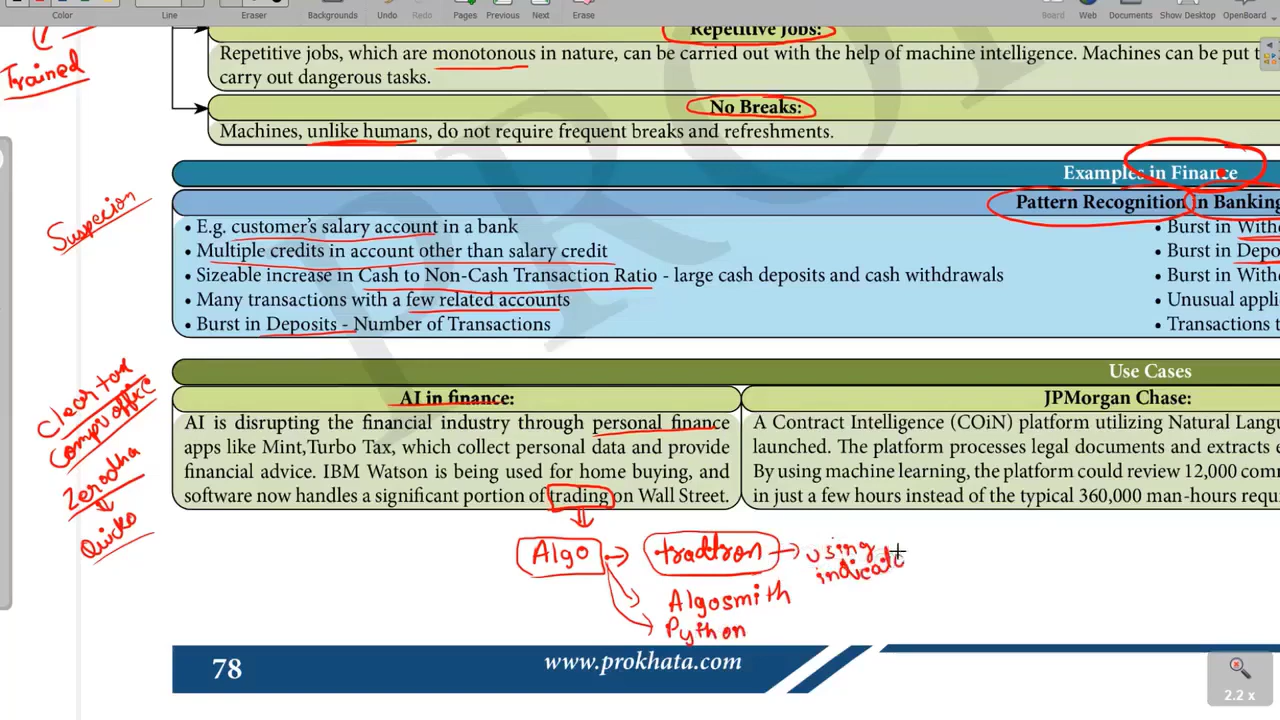 Color
Line
Eraser
Backgrounds
Undo
Redo
Pages
Previous
Next
Erase
Board
Web
Documents
Show Desktop
OpenBoard
Trained
Repetitive Jobs:
Repetitive jobs, which are monotonous in nature, can be carried out with the help of machine intelligence. Machines can be put t
carry out dangerous tasks.
No Breaks:
Machines, unlike humans, do not require frequent breaks and refreshments.
Examples in Finance
Pattern Recognition in Banking
Suspecion
• E.g. customer's salary account in a bank
• Multiple credits in account other than salary credit
• Sizeable increase in Cash to Non-Cash Transaction Ratio - large cash deposits and cash withdrawals
• Many transactions with a few related accounts
• Burst in Deposits - Number of Transactions
• Burst in Withd
• Burst in Depo
• Burst in With
• Unusual appli
• Transactions t
Use Cases
AI in finance:
AI is disrupting the financial industry through personal finance
apps like Mint,Turbo Tax, which collect personal data and provide
financial advice. IBM Watson is being used for home buying, and
software now handles a significant portion of trading on Wall Street.
JPMorgan Chase:
A Contract Intelligence (COiN) platform utilizing Natural Langu
launched. The platform processes legal documents and extracts e
By using machine learning, the platform could review 12,000 com
in just a few hours instead of the typical 360,000 man-hours requi
Clear tax
Compu office
Zerodha
Quicko
Algo
tradtron
using
indicato
Algosmith
Python
78
www.prokhata.com
2.2 x
PRO